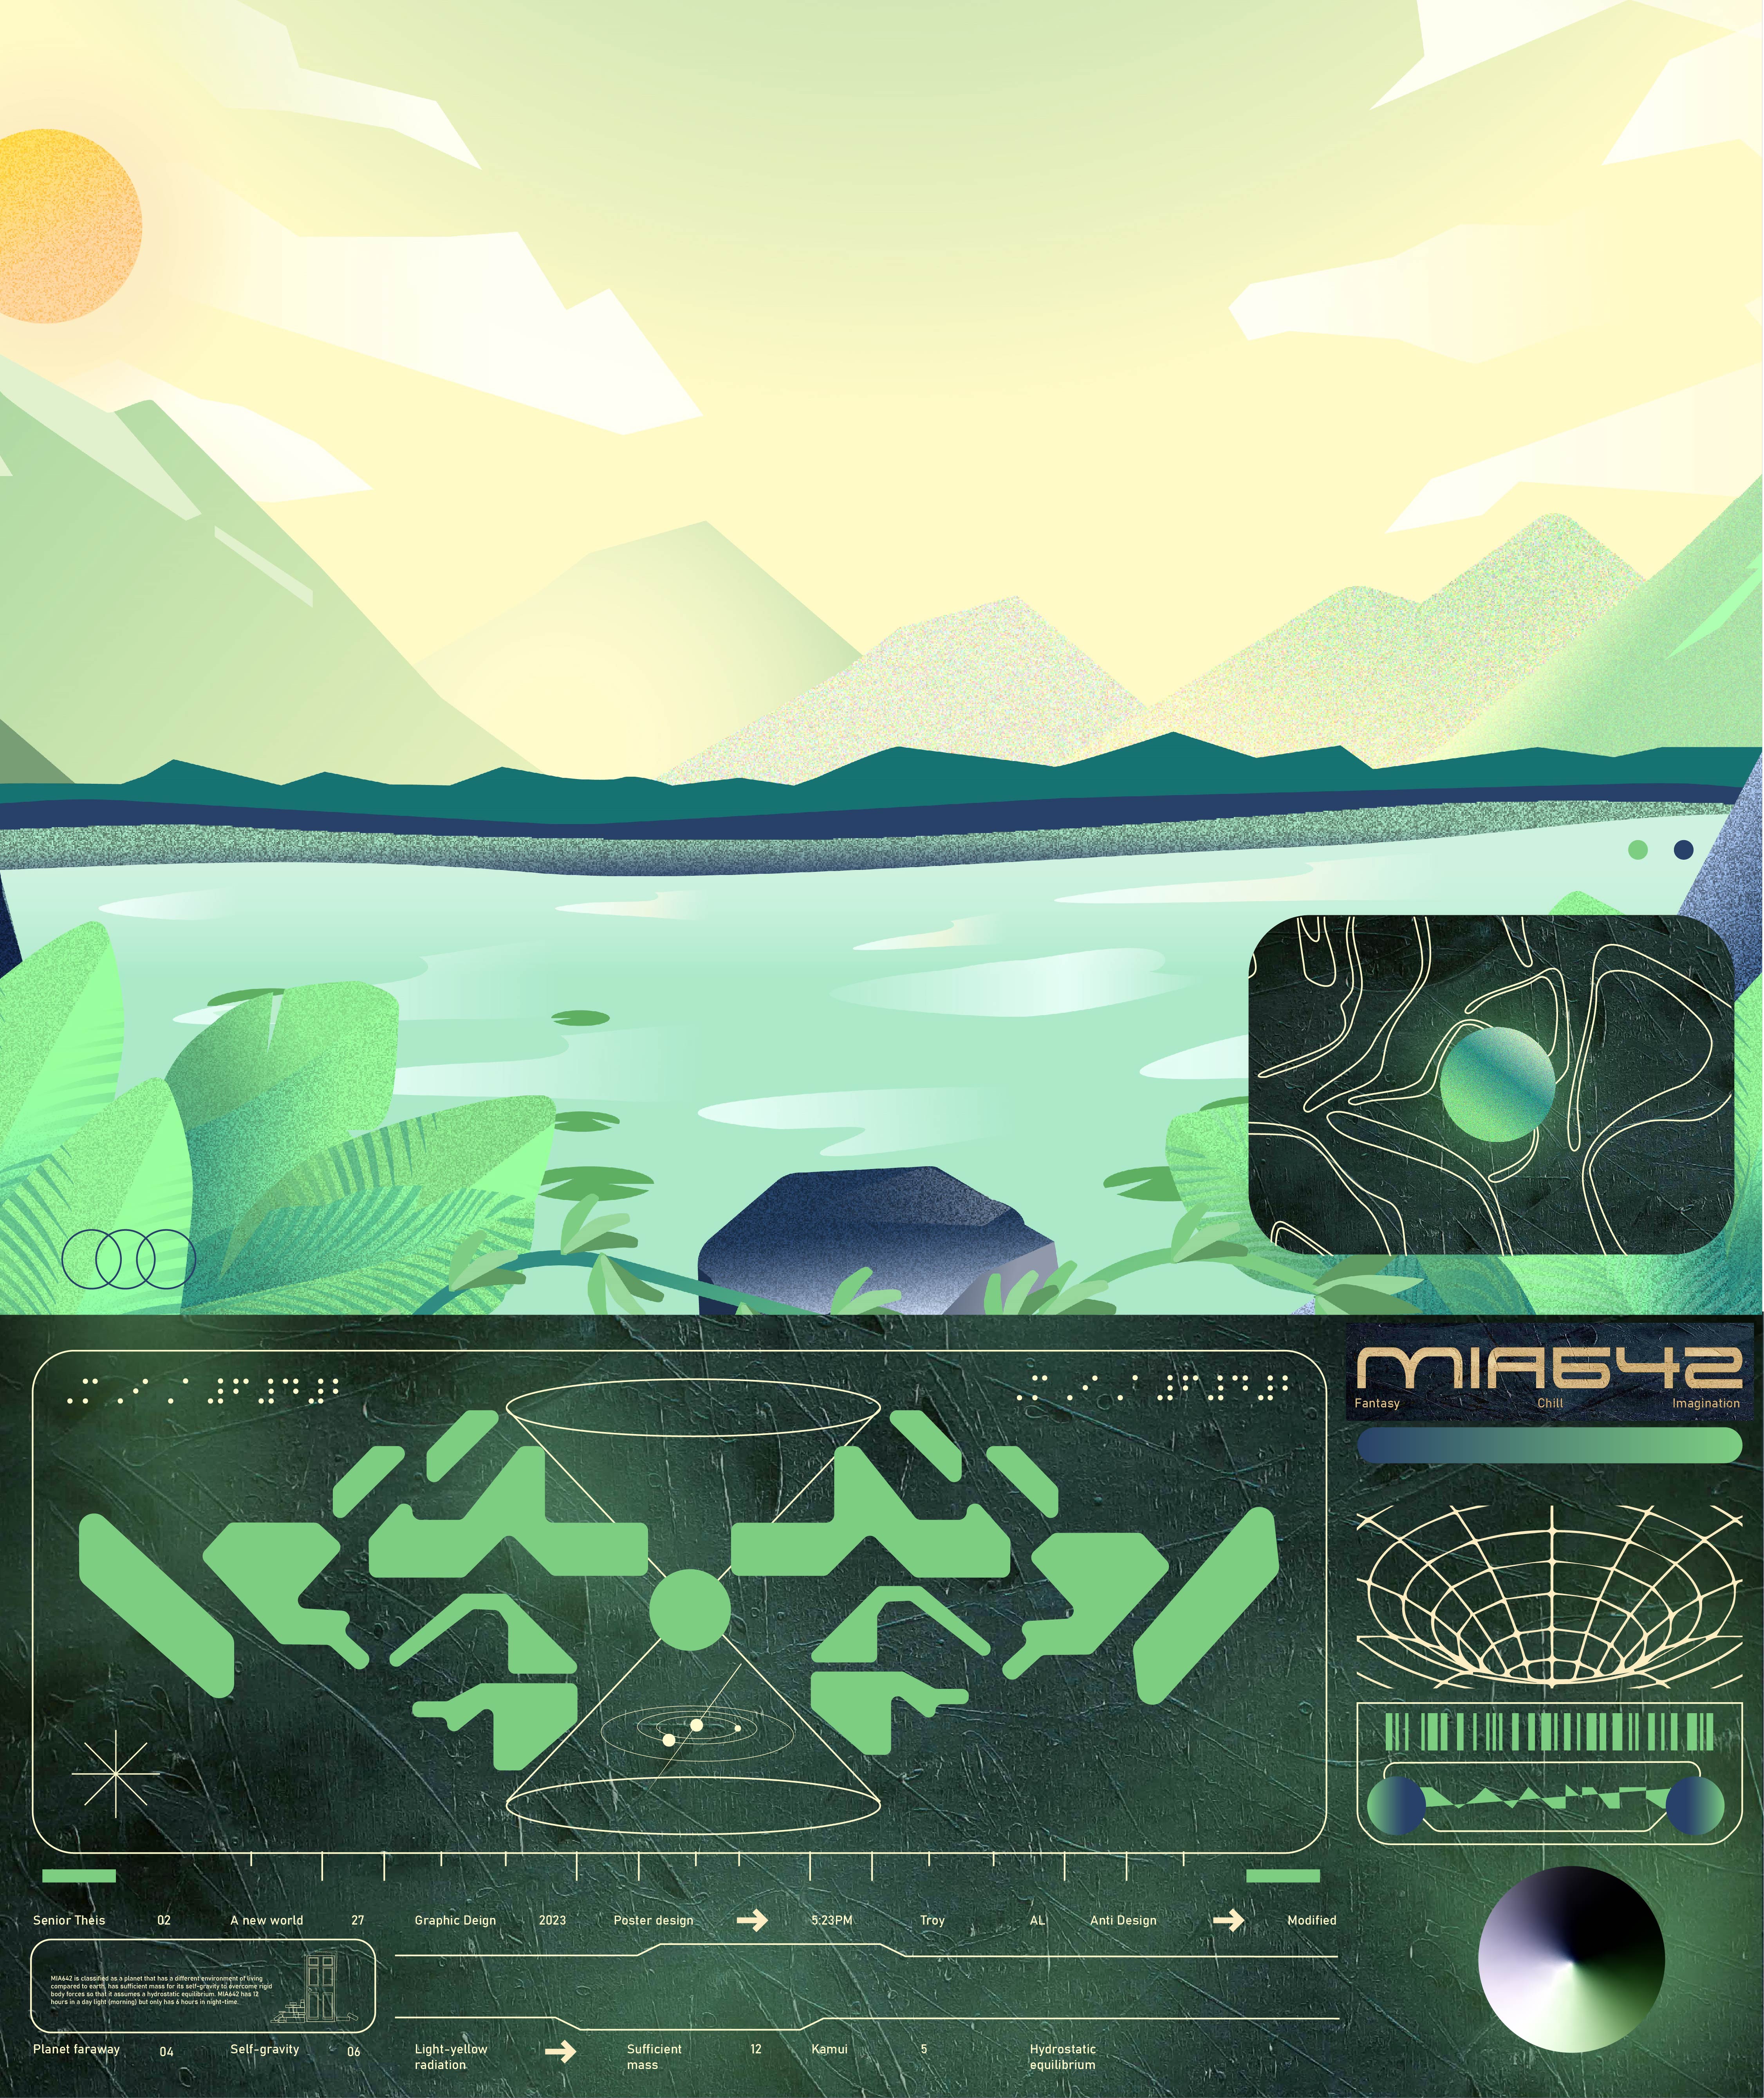 MIA642
Fantasy Chill Imagination
Senior Theis 02 A new world 27 Graphic Deign 2023 Poster design → 5:23PM Troy AL Anti Design → Modified
MIA642 is classified as a planet that has a different environment of living
compared to earth, has sufficient mass for its self-gravity to overcome rigid
body forces so that it assumes a hydrostatic equilibrium. MIA642 has 12
hours in a day light (morning) but only has 6 hours in night-time.
Planet faraway 04 Self-gravity 06 Light-yellow → Sufficient 12 Kamui 5 Hydrostatic
radiation mass equilibrium